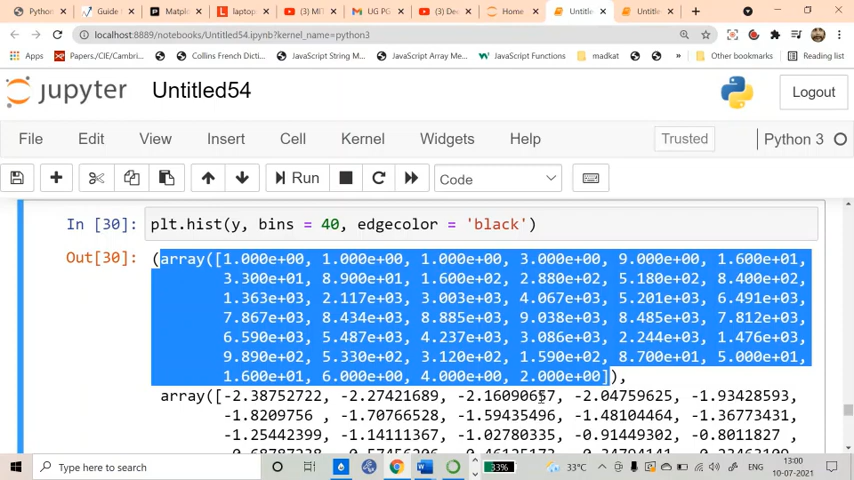 Python
Guide
Matpl
laptop
(3) MIT
UG PG
(3) De
Home
Untitle
Untitle
localhost:8889/notebooks/Untitled54.ipynb?kernel_name=python3
Apps
Papers/CIE/Cambri...
Collins French Dict...
JavaScript String M...
JavaScript Array Me...
JavaScript Functions
madkat
Other bookmarks
Reading list
jupyter Untitled54
Logout
File Edit View Insert Cell Kernel Widgets Help
Trusted
Python 3
Run
Code
In [30]: plt.hist(y, bins = 40, edgecolor = 'black')
Out[30]: (array([1.000e+00, 1.000e+00, 1.000e+00, 3.000e+00, 9.000e+00, 1.600e+01,
3.300e+01, 8.900e+01, 1.600e+02, 2.880e+02, 5.180e+02, 8.400e+02,
1.363e+03, 2.117e+03, 3.003e+03, 4.067e+03, 5.201e+03, 6.491e+03,
7.867e+03, 8.434e+03, 8.885e+03, 9.038e+03, 8.485e+03, 7.812e+03,
6.590e+03, 5.487e+03, 4.237e+03, 3.086e+03, 2.244e+03, 1.476e+03,
9.890e+02, 5.330e+02, 3.120e+02, 1.590e+02, 8.700e+01, 5.000e+01,
1.600e+01, 6.000e+00, 4.000e+00, 2.000e+00]),
array([-2.38752722, -2.27421689, -2.16090657, -2.04759625, -1.93428593,
-1.8209756 , -1.70766528, -1.59435496, -1.48104464, -1.36773431,
-1.25442399, -1.14111367, -1.02780335, -0.91449302, -0.8011827 ,
Type here to search
33%
33°C
ENG
13:00
10-07-2021